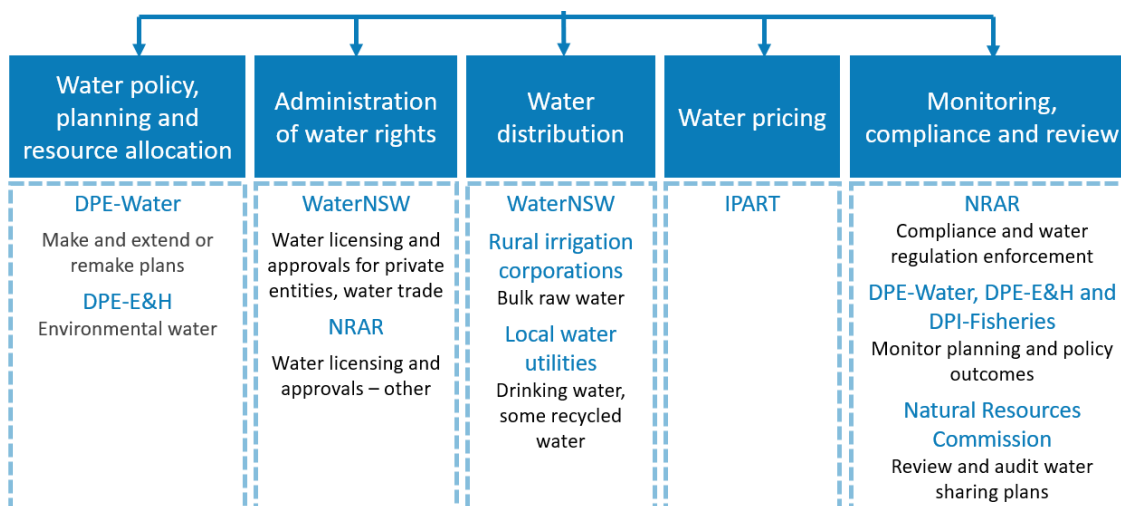 Water policy,
planning and
resource allocation
DPE-Water
Make and extend or
remake plans
DPE-E&H
Environmental water
Administration
of water rights
WaterNSW
Water licensing and
approvals for private
entities, water trade
NRAR
Water licensing and
approvals – other
Water
distribution
WaterNSW
Rural irrigation
corporations
Bulk raw water
Local water
utilities
Drinking water,
some recycled
water
Water pricing
IPART
Monitoring,
compliance and review
NRAR
Compliance and water
regulation enforcement
DPE-Water, DPE-E&H and
DPI-Fisheries
Monitor planning and policy
outcomes
Natural Resources
Commission
Review and audit water
sharing plans